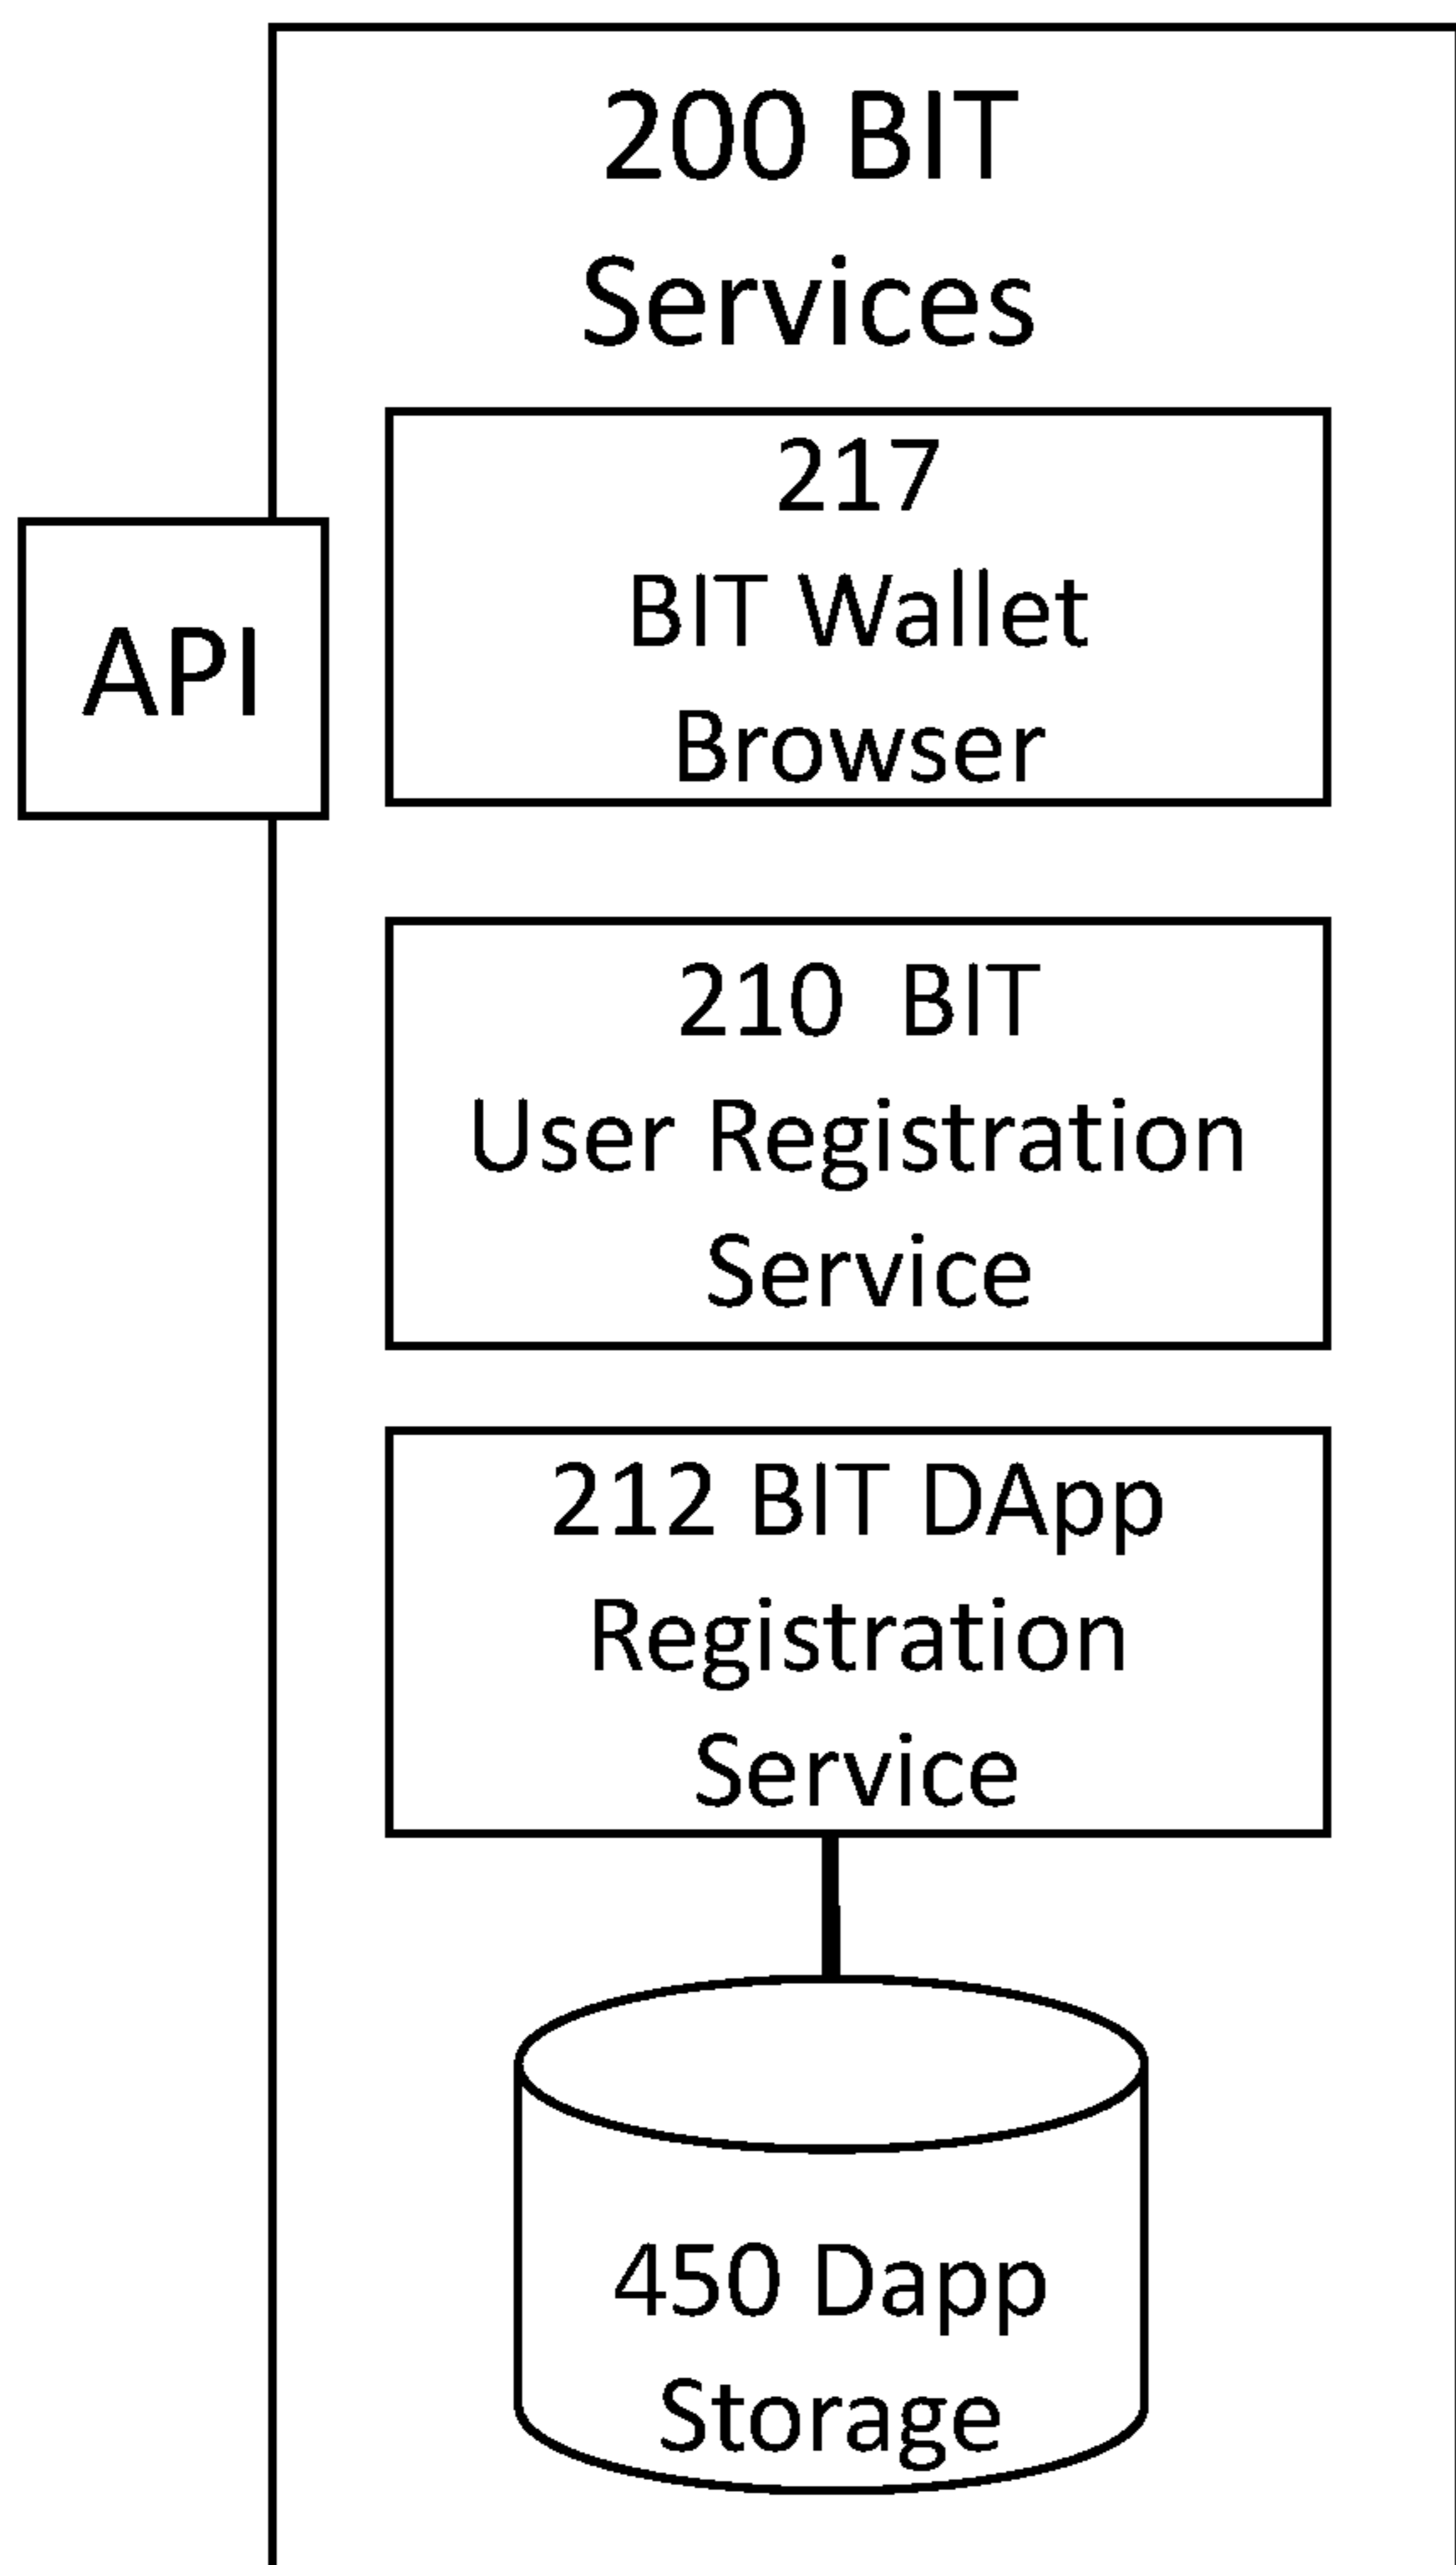 200 BIT
Services
217
BIT Wallet
Browser
API
210 BIT
User Registration
Service
212 BIT DApp
Registration
Service
450 Dapp
Storage